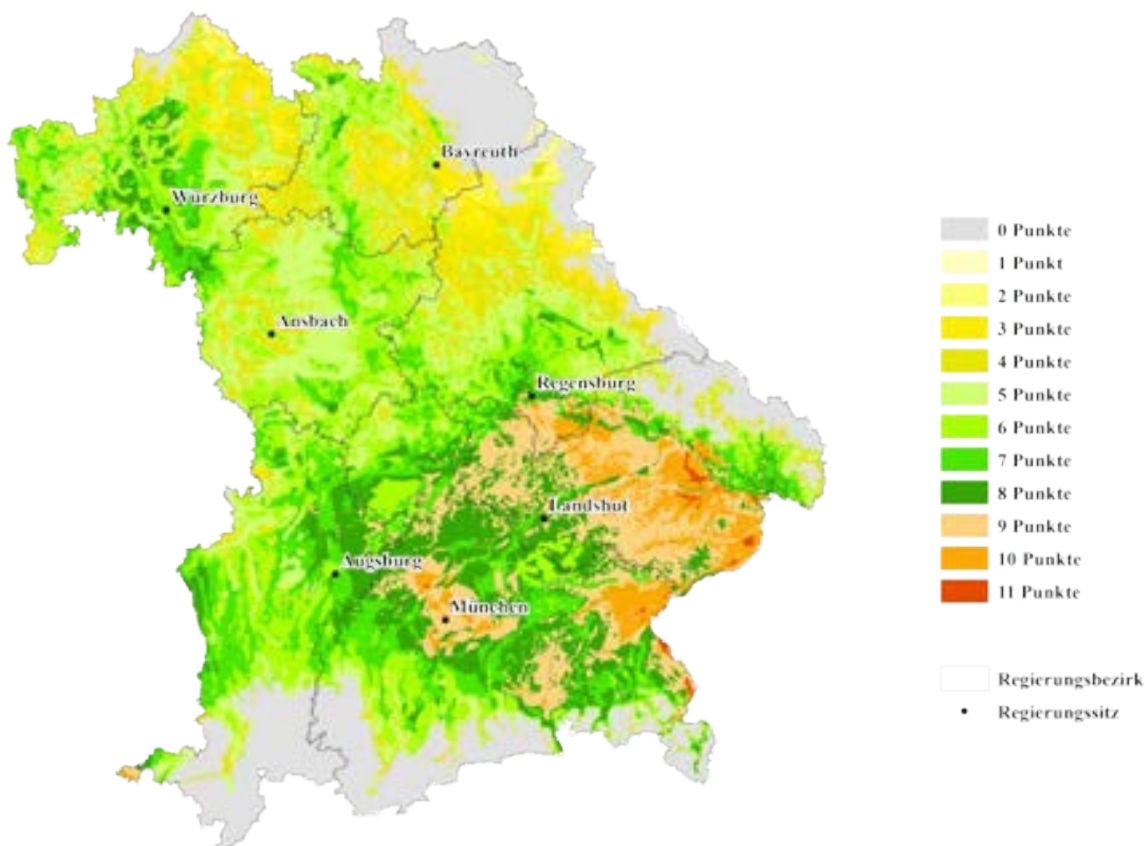 Bayreuth
Würzburg
Ansbach
Regensburg
Landshut
Augsburg
München
0 Punkte
1 Punkt
2 Punkte
3 Punkte
4 Punkte
5 Punkte
6 Punkte
7 Punkte
8 Punkte
9 Punkte
10 Punkte
11 Punkte
Regierungsbezirk
Regierungssitz